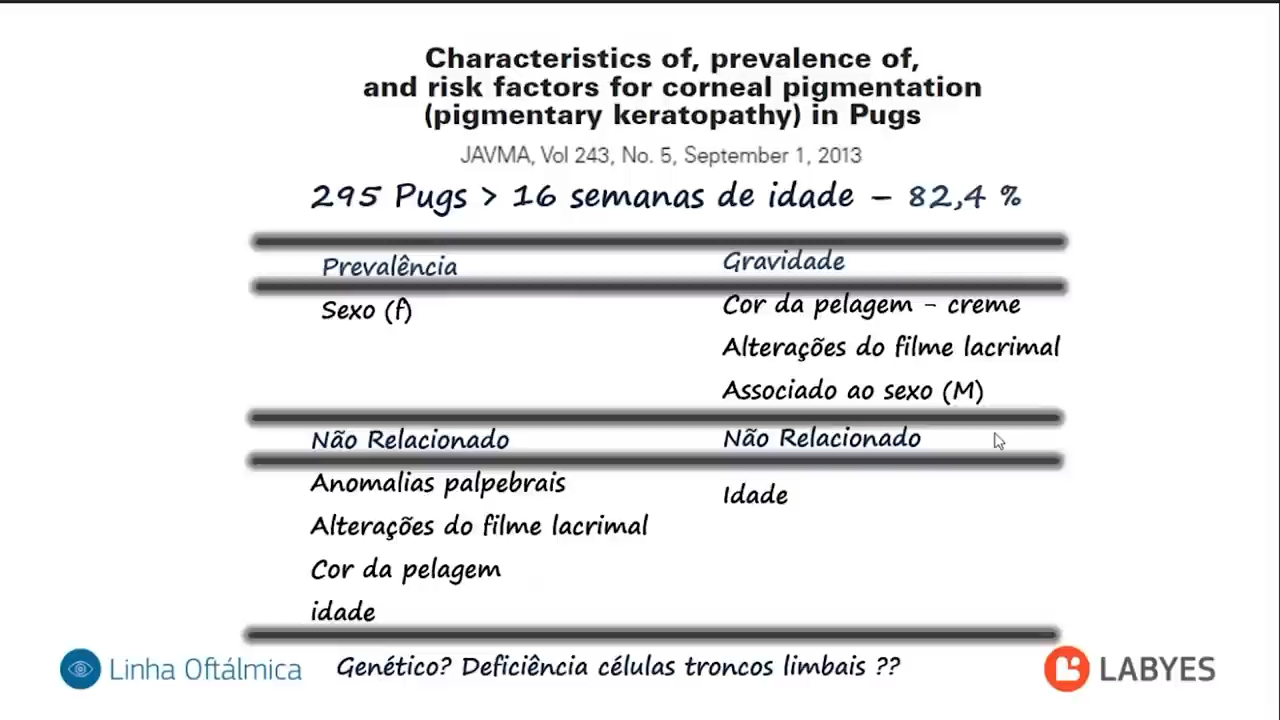 Characteristics of, prevalence of,
and risk factors for corneal pigmentation
(pigmentary keratopathy) in Pugs
JAVMA, Vol 243, No. 5, September 1, 2013
295 Pugs > 16 semanas de idade – 82,4 %
Prevalência
Gravidade
Sexo (f)
Cor da pelagem – creme
Alterações do filme lacrimal
Associado ao sexo (M)
Não Relacionado
Não Relacionado
Anomalias palpebrais
Alterações do filme lacrimal
Cor da pelagem
idade
Idade
Genético? Deficiência células troncos limbais ??
Linha Oftálmica
LABYES